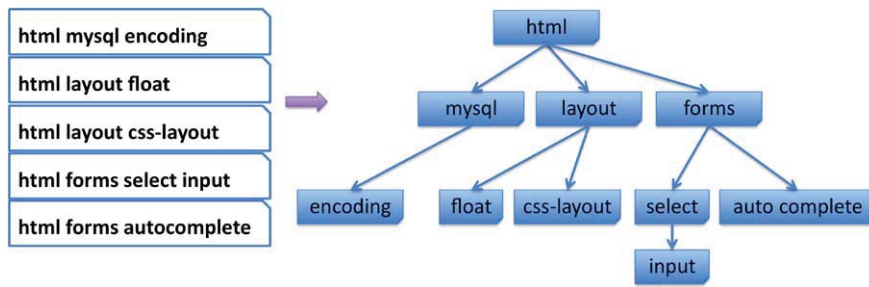 html mysql encoding
html layout float
html layout css-layout
html forms select input
html forms autocomplete
html
mysql layout forms
encoding float css-layout select auto complete
input